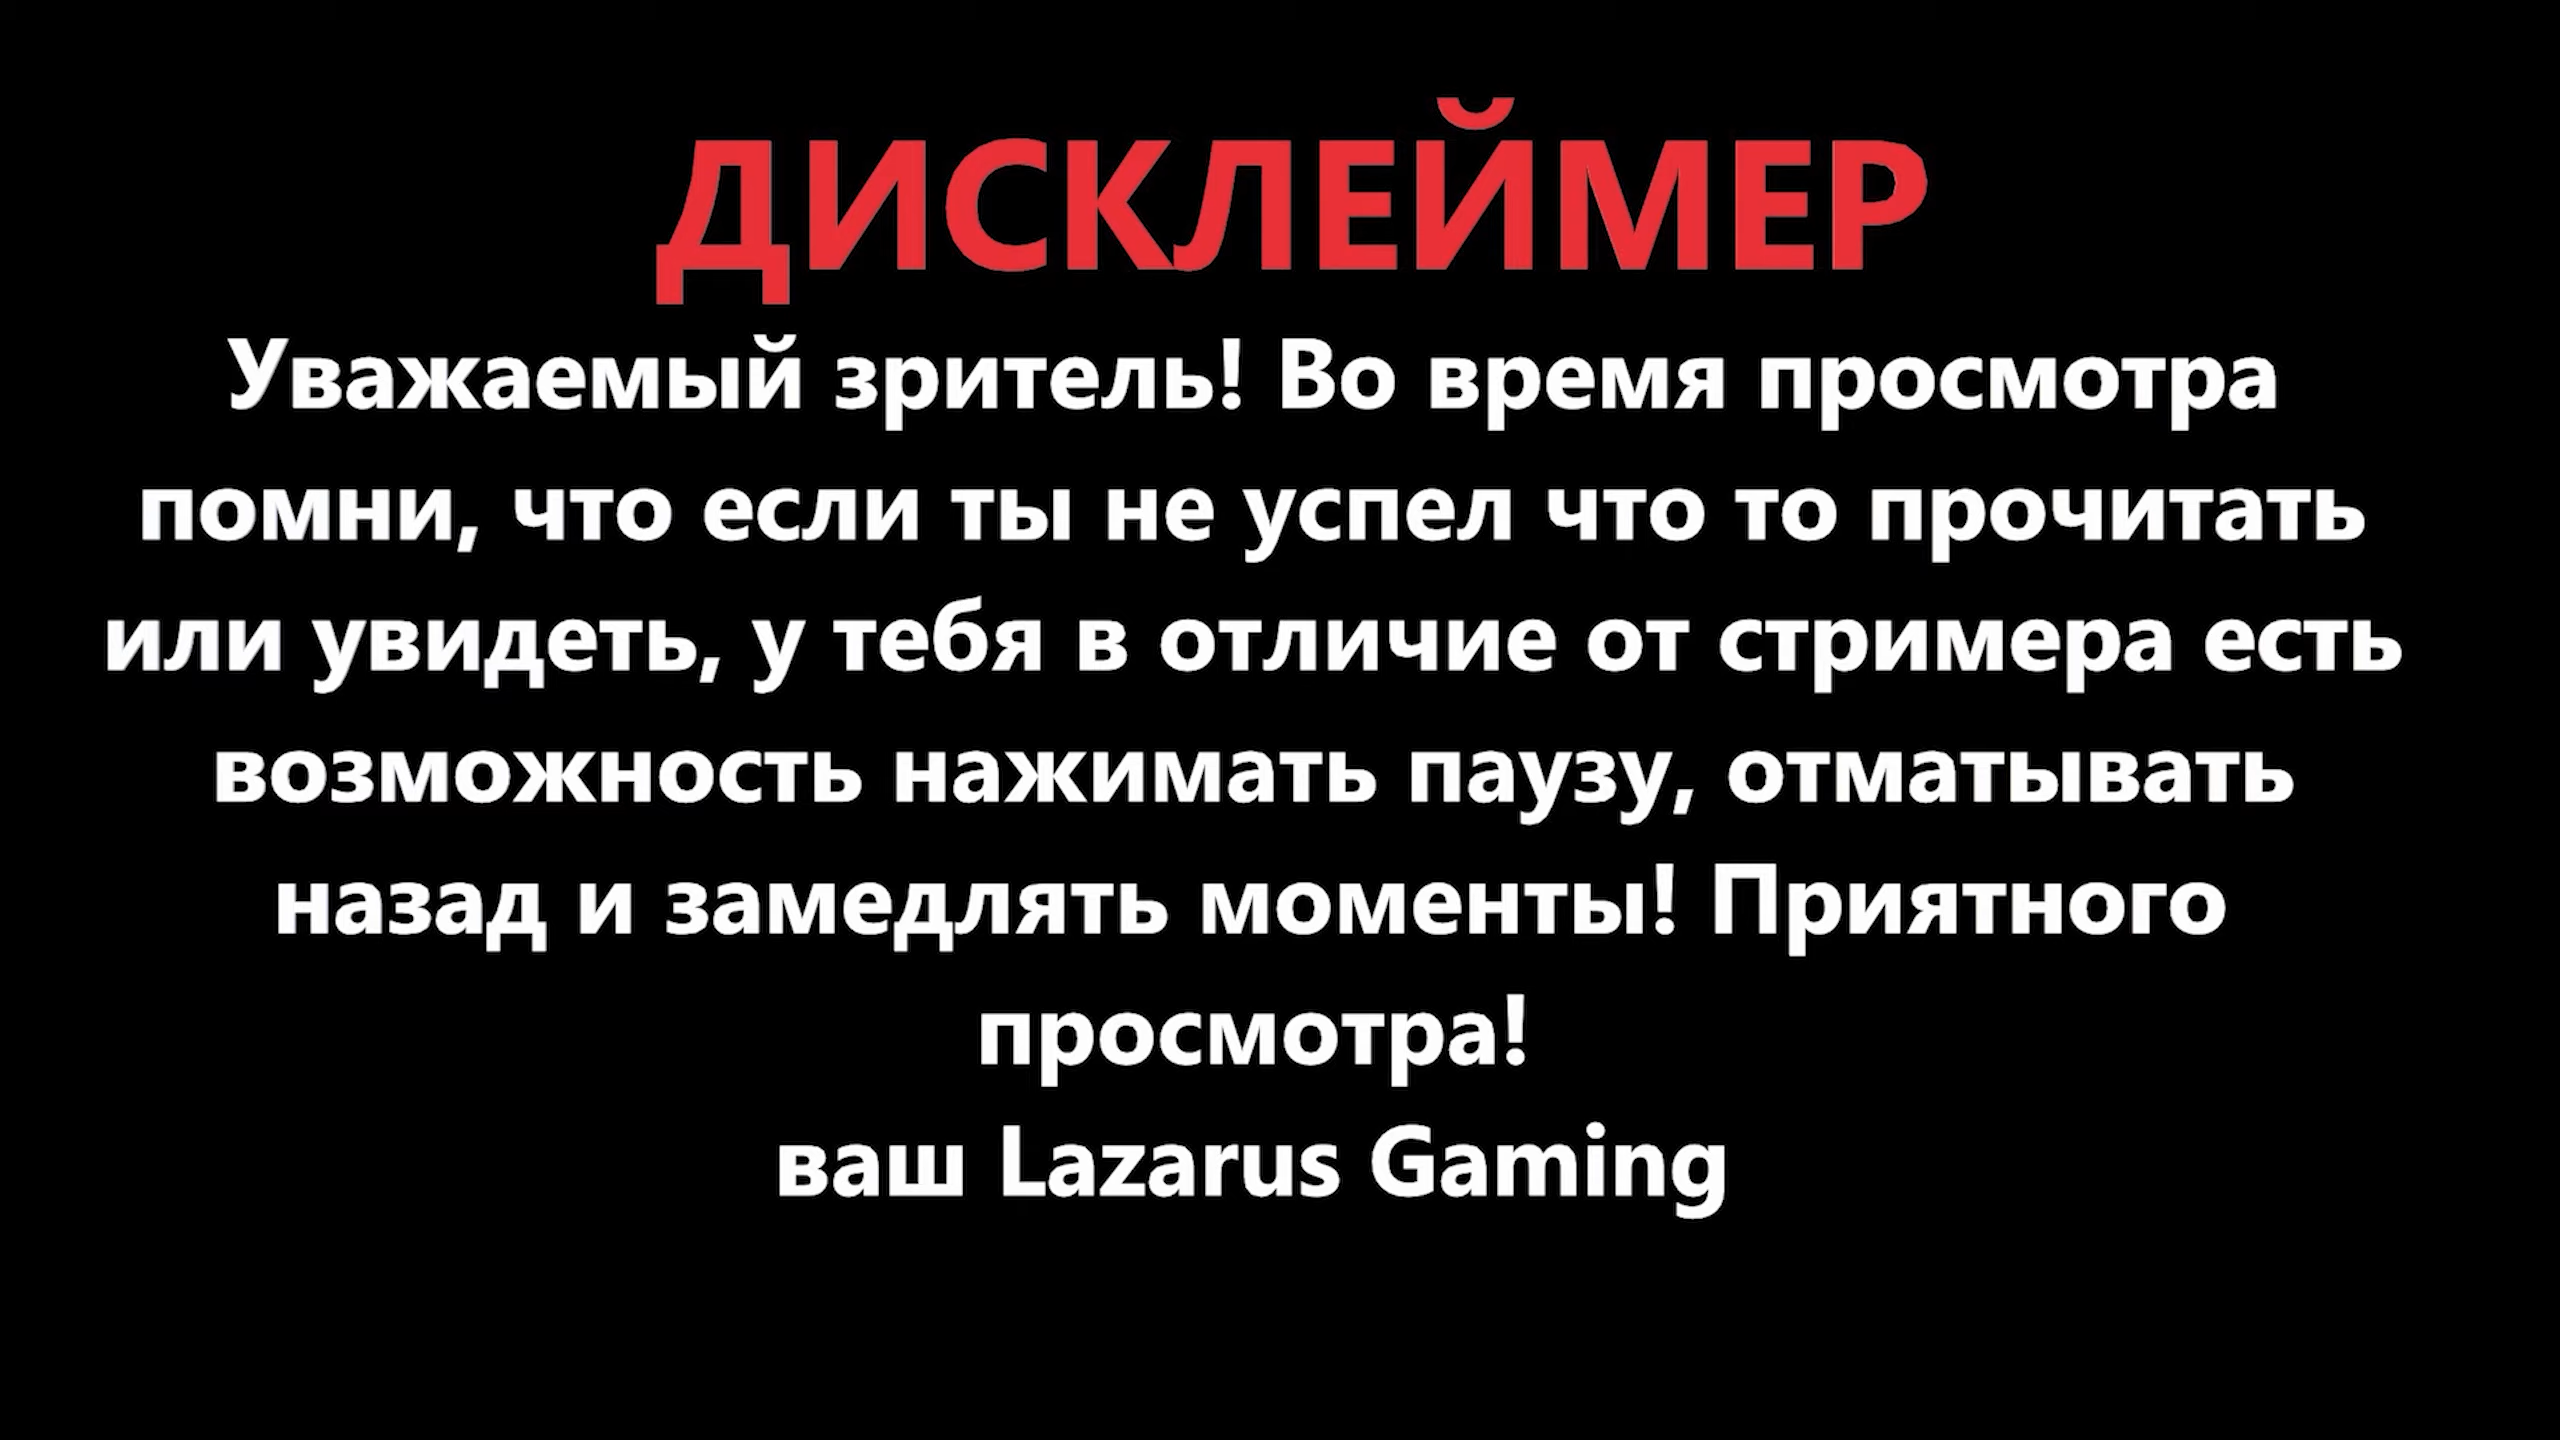 ДИСКЛЕЙМЕР
Уважаемый зритель! Во время просмотра
помни, что если ты не успел что то прочитать
или увидеть, у тебя в отличие от стримера есть
возможность нажимать паузу, отматывать
назад и замедлять моменты! Приятного
просмотра!
ваш Lazarus Gaming